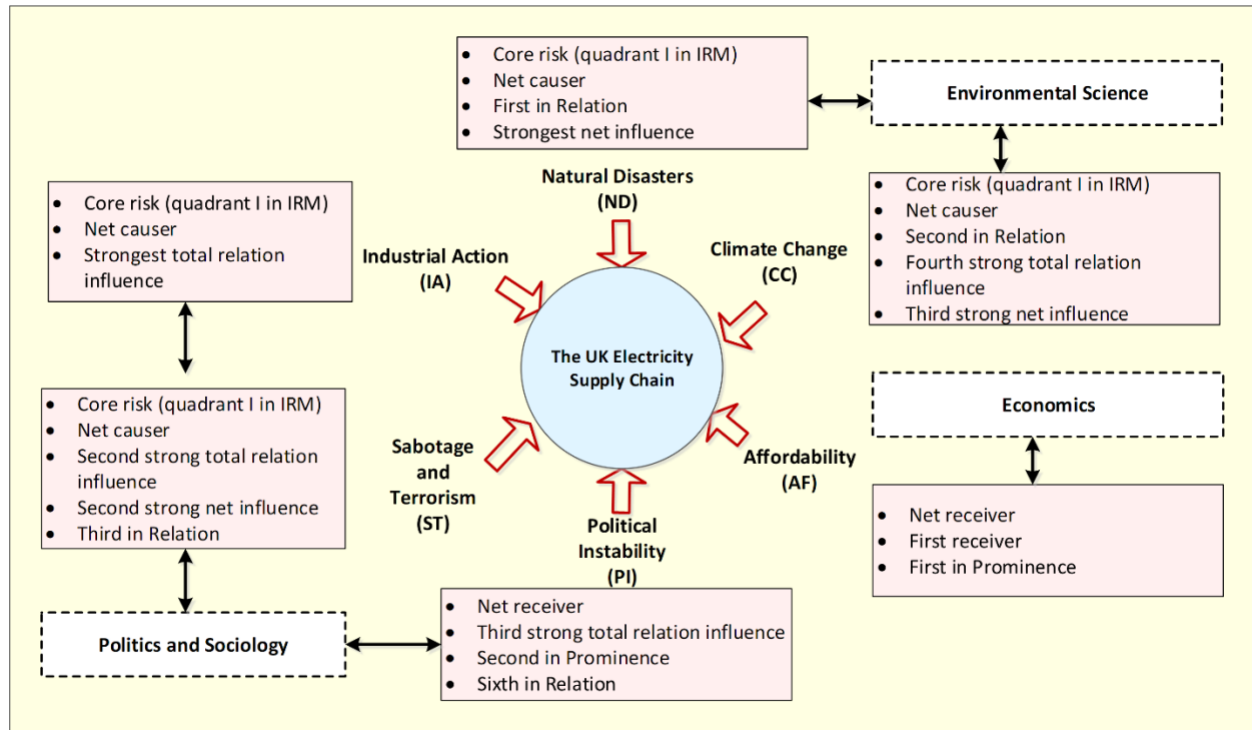 • Core risk (quadrant I in IRM)
• Net causer
• First in Relation
• Strongest net influence
Environmental Science
Natural Disasters
(ND)
• Core risk (quadrant I in IRM)
• Net causer
• Second in Relation
• Fourth strong total relation
influence
• Third strong net influence
• Core risk (quadrant I in IRM)
• Net causer
• Strongest total relation
influence
Industrial Action
(IA)
Climate Change
(CC)
The UK Electricity
Supply Chain
Economics
• Core risk (quadrant I in IRM)
• Net causer
• Second strong total relation
influence
• Second strong net influence
• Third in Relation
Sabotage
and
Terrorism
(ST)
Affordability
(AF)
Political
Instability
(PI)
• Net receiver
• First receiver
• First in Prominence
Politics and Sociology
• Net receiver
• Third strong total relation influence
• Second in Prominence
• Sixth in Relation